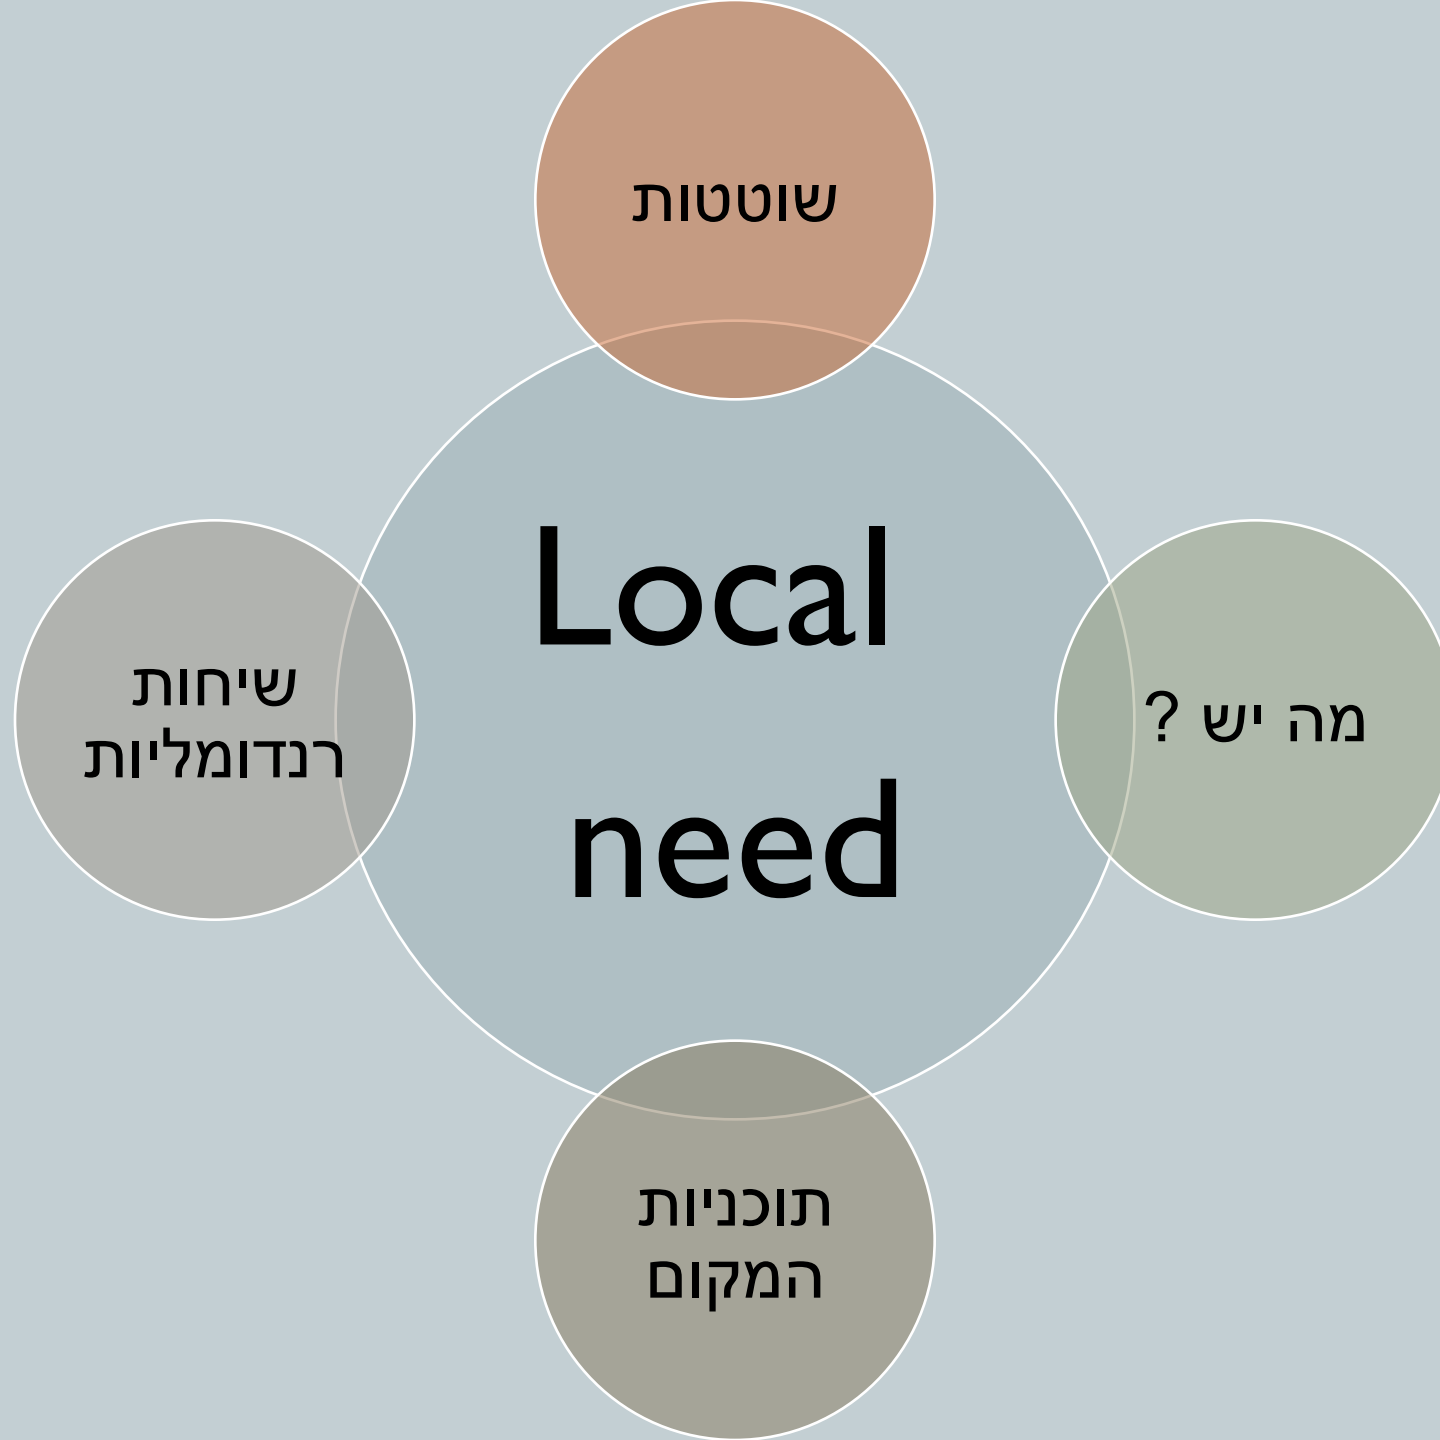 שוטטות
Local
need
מה יש ?
שיחות
רנדומליות
תוכניות
המקום